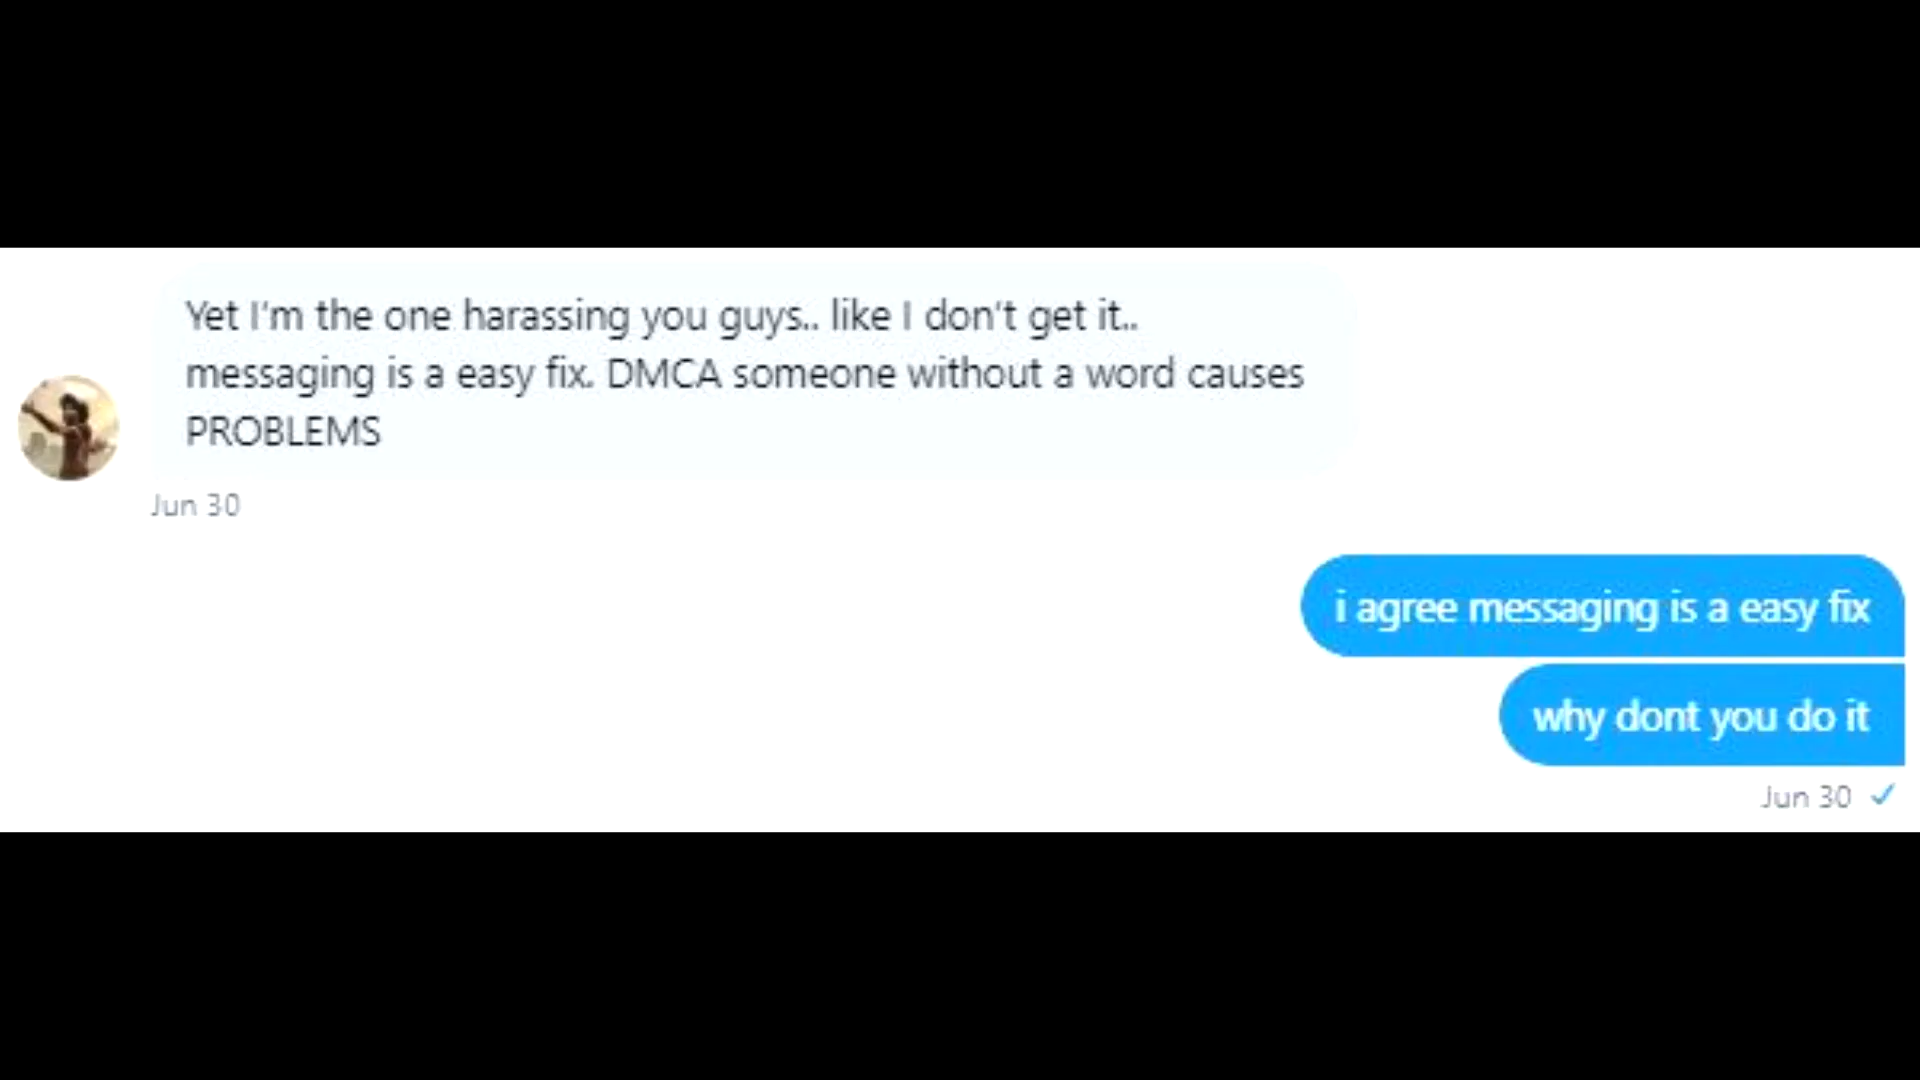 Yet I'm the one harassing you guys.. like I don't get it..
messaging is a easy fix. DMCA someone without a word causes
PROBLEMS
Jun 30
i agree messaging is a easy fix
why dont you do it
Jun 30